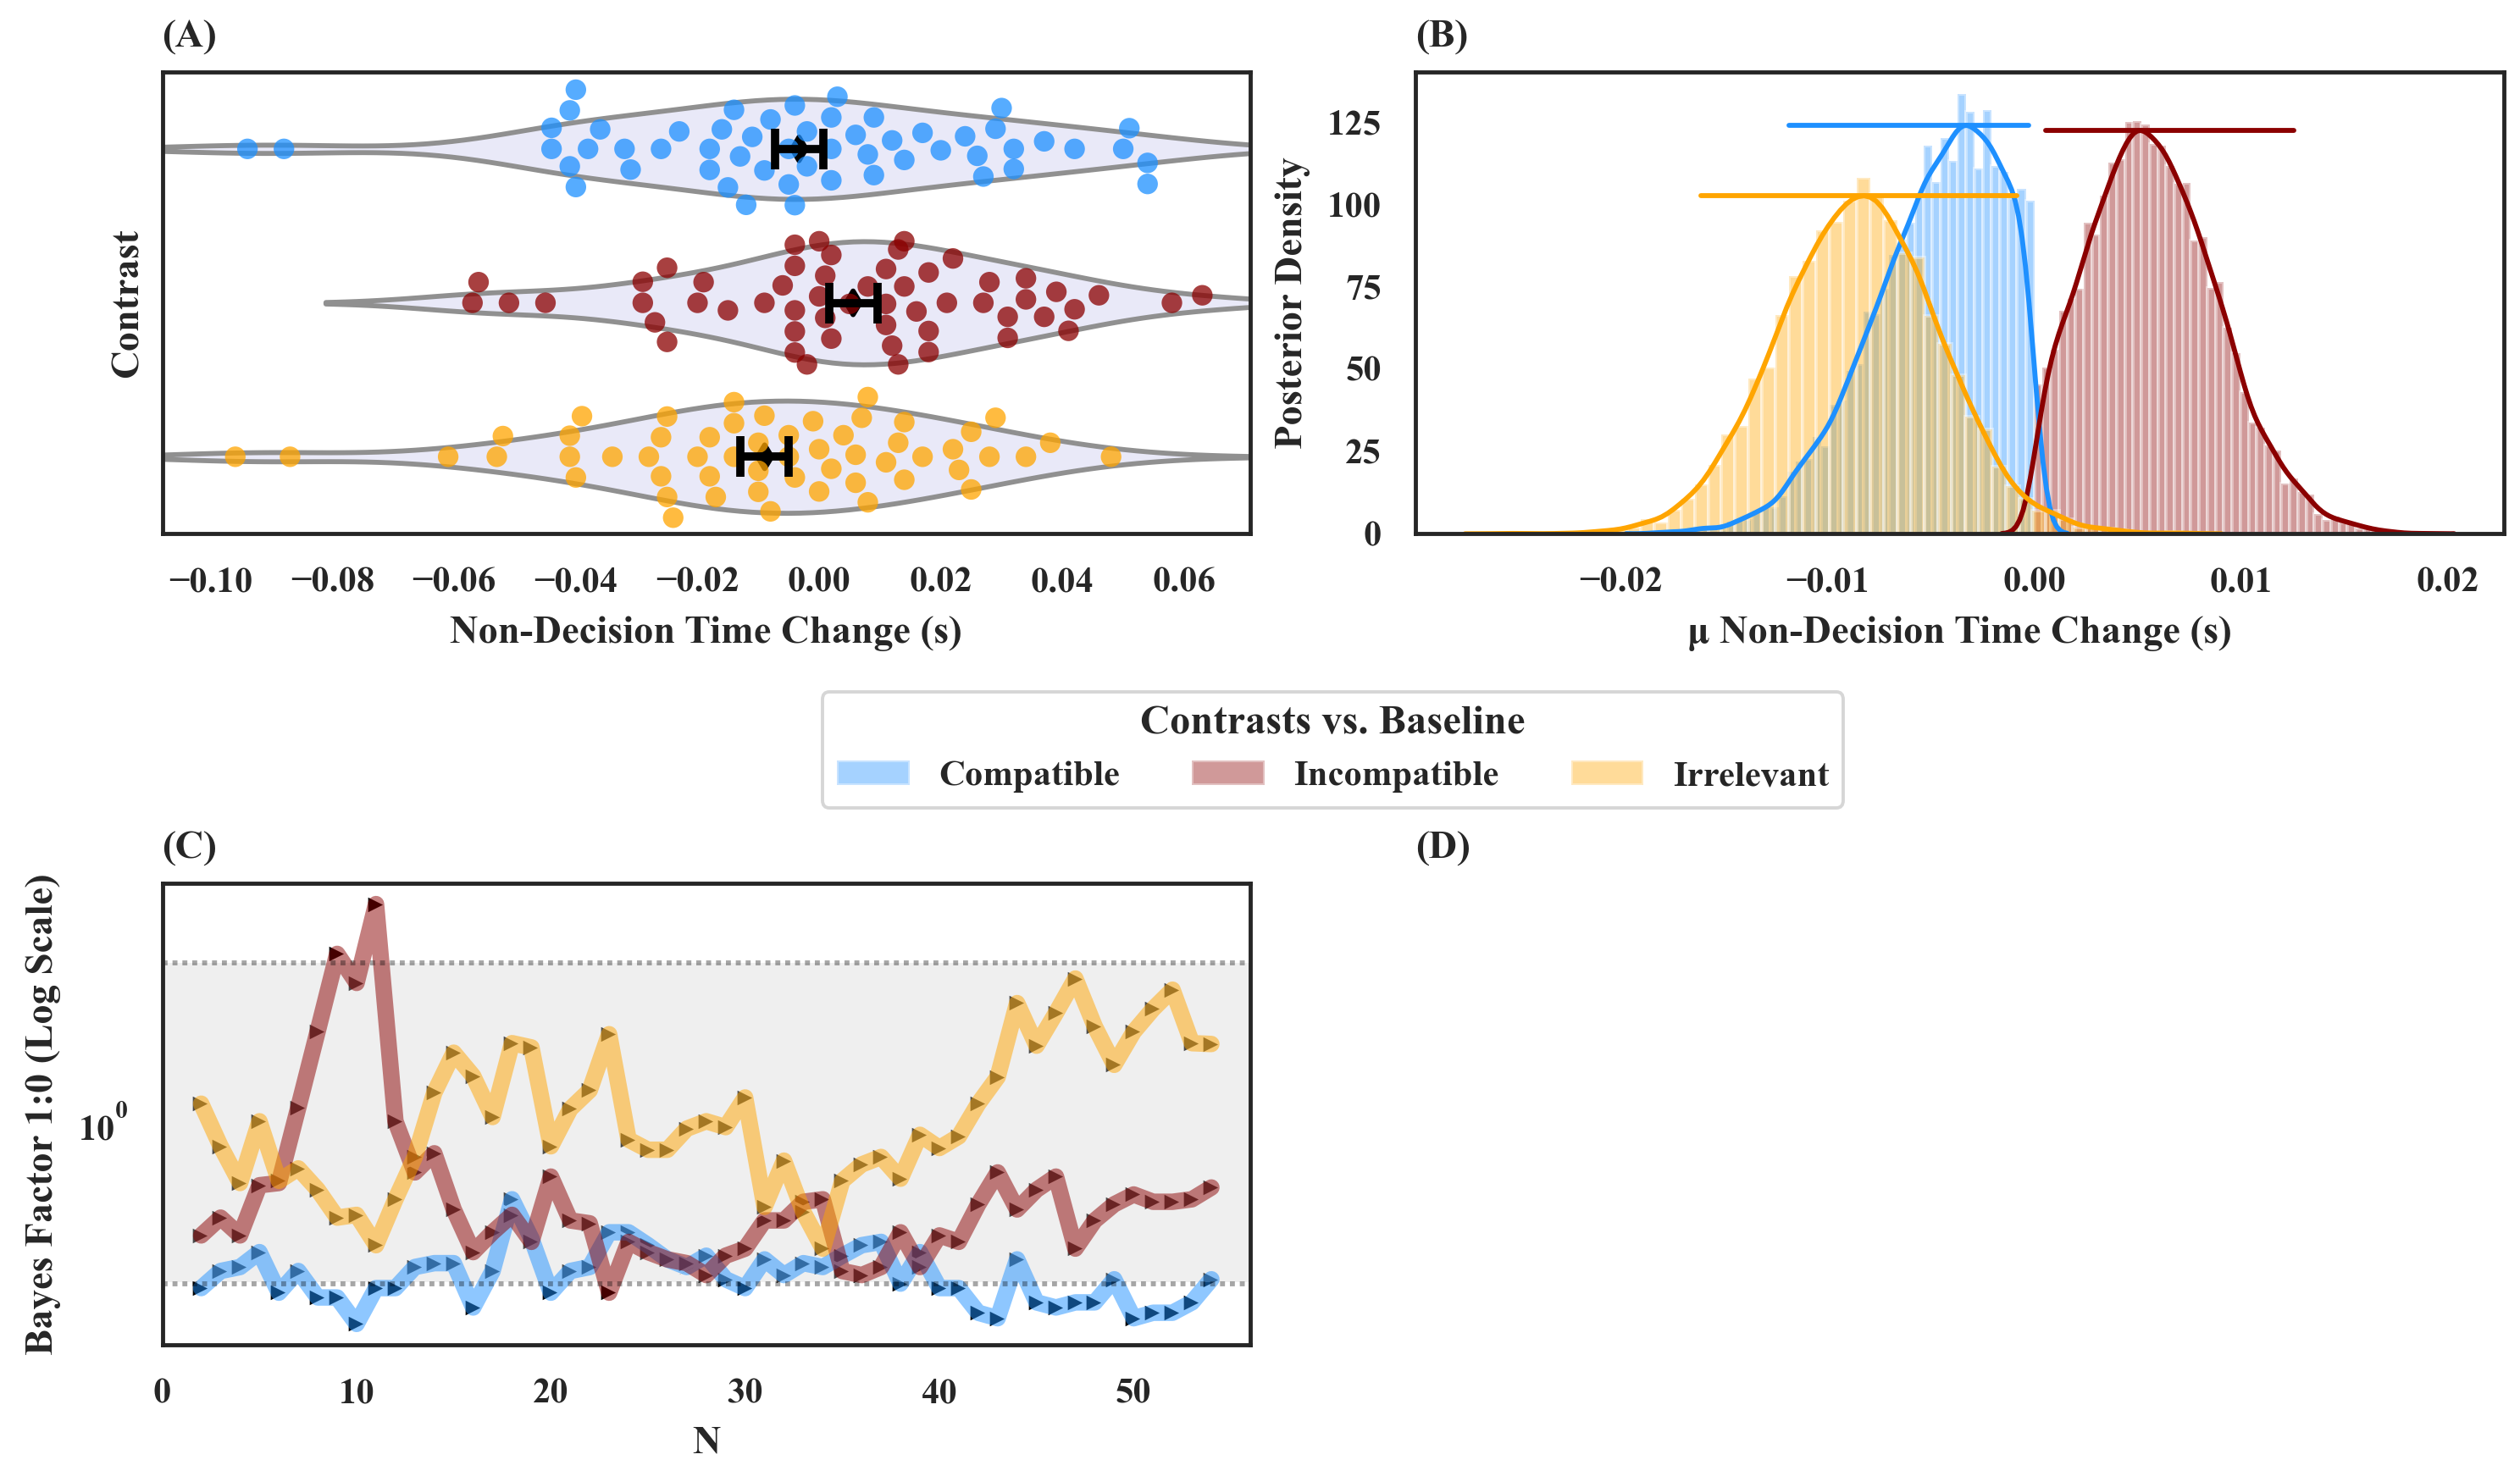 (A)
Contrast
−0.10 −0.08 −0.06 −0.04 −0.02 0.00 0.02 0.04 0.06
Non-Decision Time Change (s)
(B)
Posterior Density
125
100
75
50
25
0
−0.02 −0.01 0.00 0.01 0.02
μ Non-Decision Time Change (s)
Contrasts vs. Baseline
Compatible Incompatible Irrelevant
(C)
Bayes Factor 1:0 (Log Scale)
10⁰
0 10 20 30 40 50
N
(D)